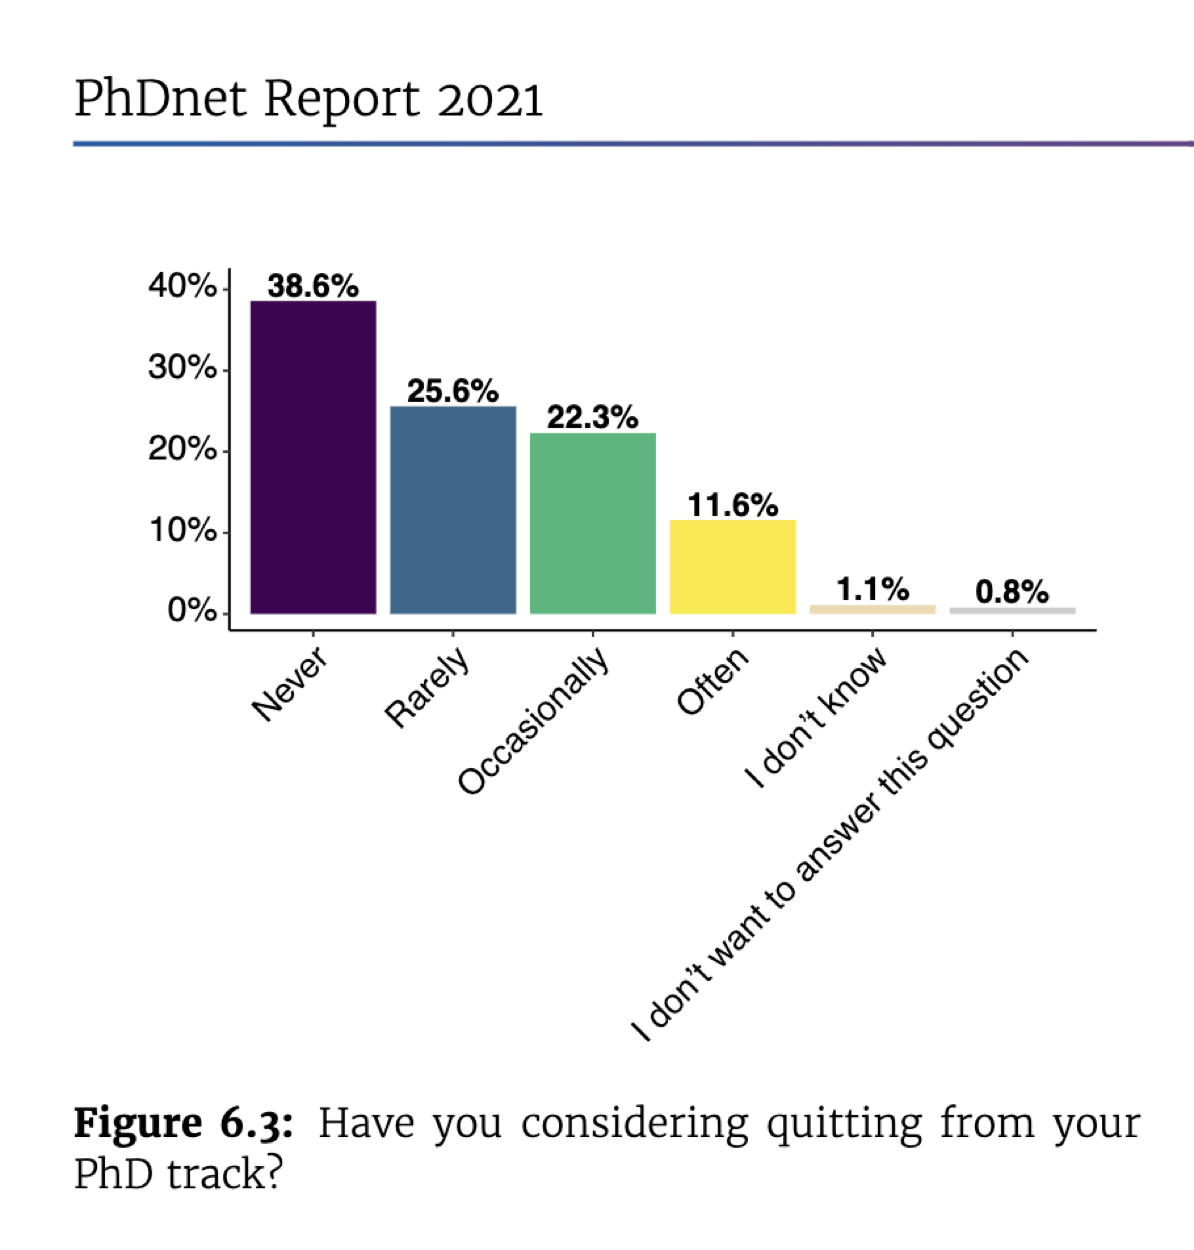 PhDnet Report 2021
40%
30%
20%
10%
0%
38.6%
25.6%
22.3%
11.6%
1.1%
0.8%
Never
Rarely
Occasionally
Often
I don't know
I don't want to answer this question
Figure 6.3: Have you considering quitting from your
PhD track?